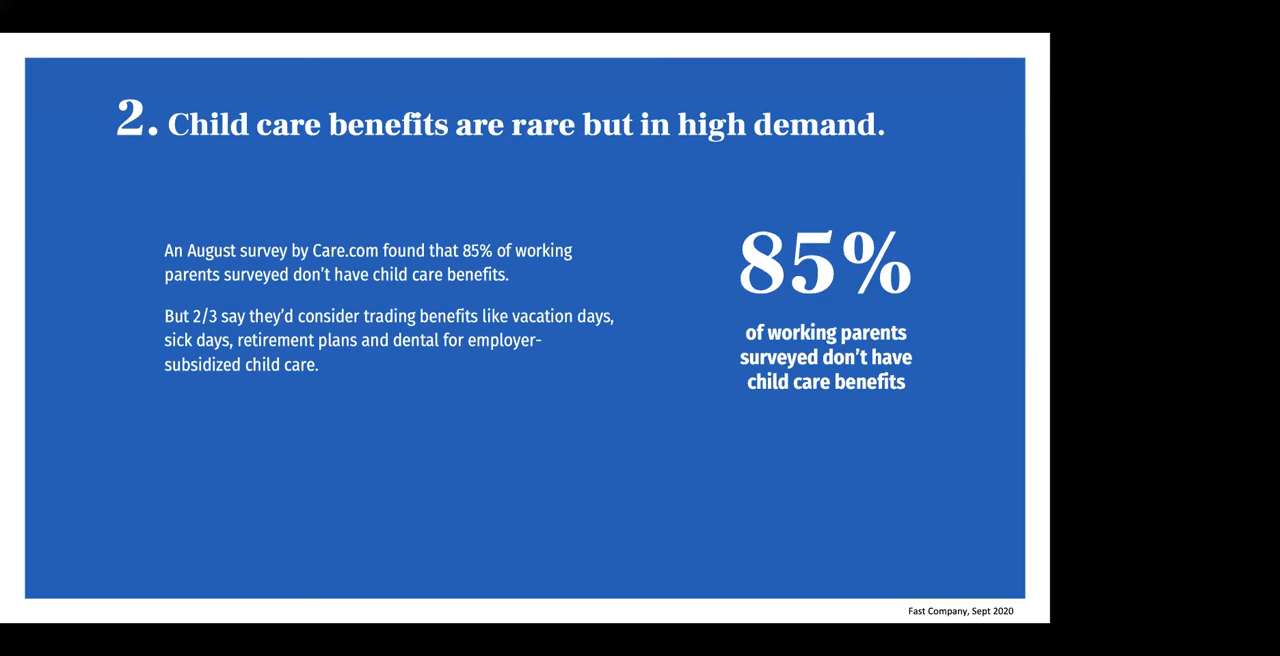 2. Child care benefits are rare but in high demand.
An August survey by Care.com found that 85% of working
parents surveyed don’t have child care benefits.
But 2/3 say they’d consider trading benefits like vacation days,
sick days, retirement plans and dental for employer-
subsidized child care.
85%
of working parents
surveyed don’t have
child care benefits
Fast Company, Sept 2020